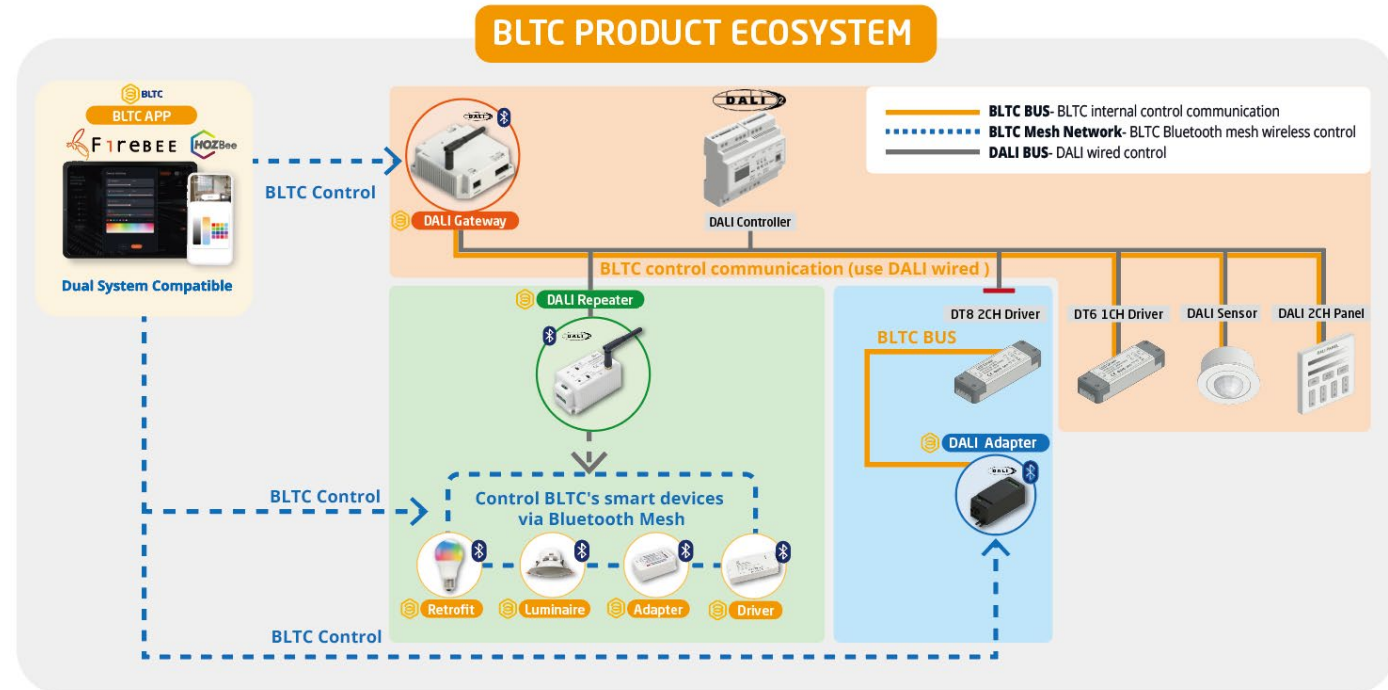 BLTC PRODUCT ECOSYSTEM
BLTC
BLTC APP
FIREBEE
HOZBee
Dual System Compatible
BLTC Control
DALI
DALI Gateway
DALI 2
DALI Controller
BLTC BUS- BLTC internal control communication
BLTC Mesh Network- BLTC Bluetooth mesh wireless control
DALI BUS- DALI wired control
BLTC control communication (use DALI wired )
DALI Repeater
DALI
DT8 2CH Driver
DT6 1CH Driver
DALI Sensor
DALI 2CH Panel
BLTC BUS
DALI Adapter
DALI
BLTC Control
Control BLTC's smart devices
via Bluetooth Mesh
Retrofit
Luminaire
Adapter
Driver
BLTC Control